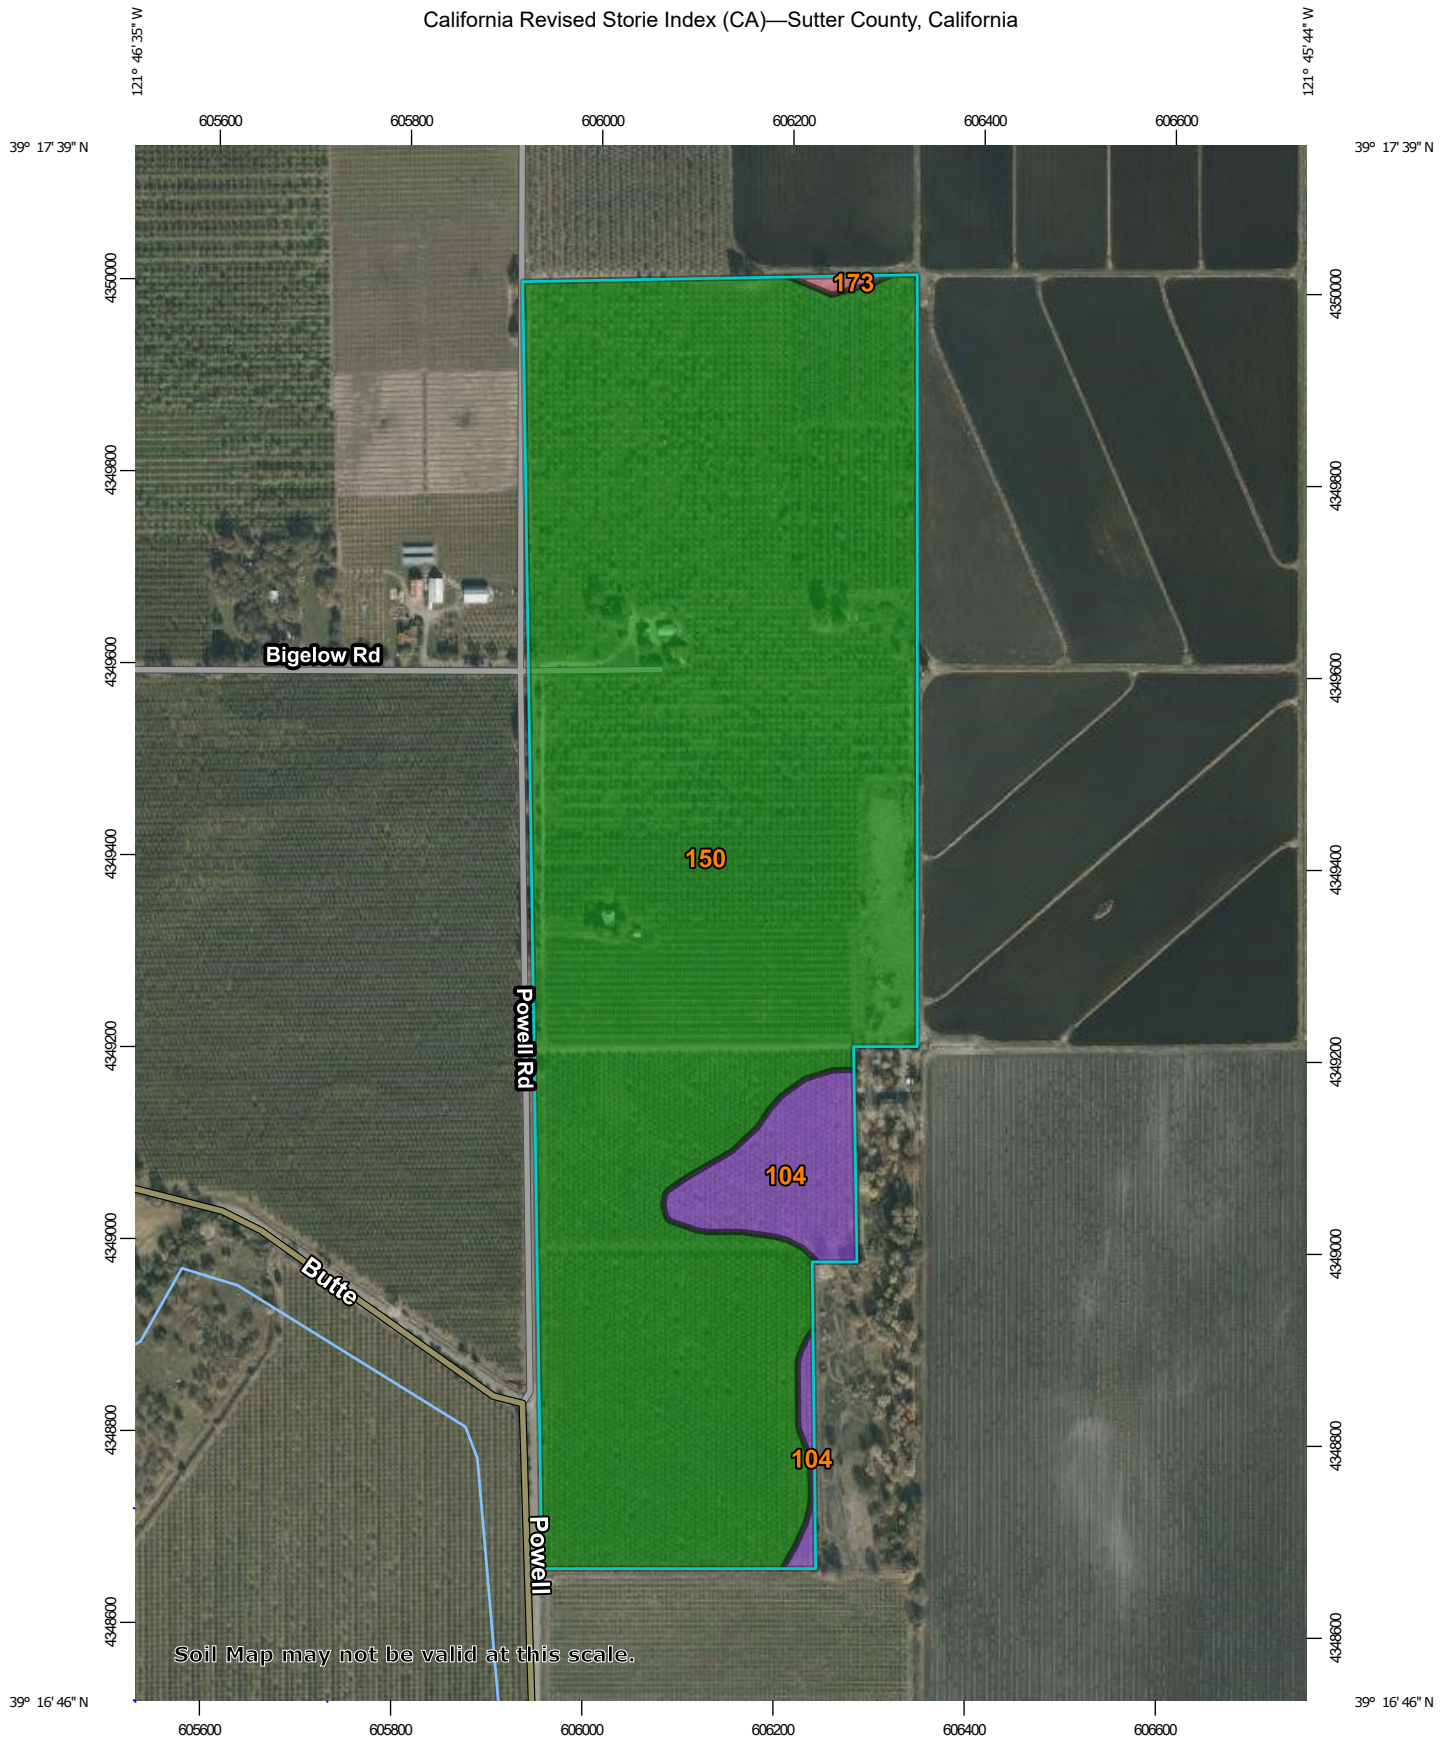 California Revised Storie Index (CA)—Sutter County, California
121° 46' 35" W
121° 45' 44" W
605600
605800
606000
606200
606400
606600
39° 17' 39" N
39° 17' 39" N
4350000
4350000
173
4349800
4349800
Bigelow Rd
4349600
4349600
4349400
4349400
150
Powell Rd
4349200
4349200
104
4349000
4349000
Butte
4348800
4348800
104
Powell
4348600
4348600
Soil Map may not be valid at this scale.
39° 16' 46" N
39° 16' 46" N
605600
605800
606000
606200
606400
606600